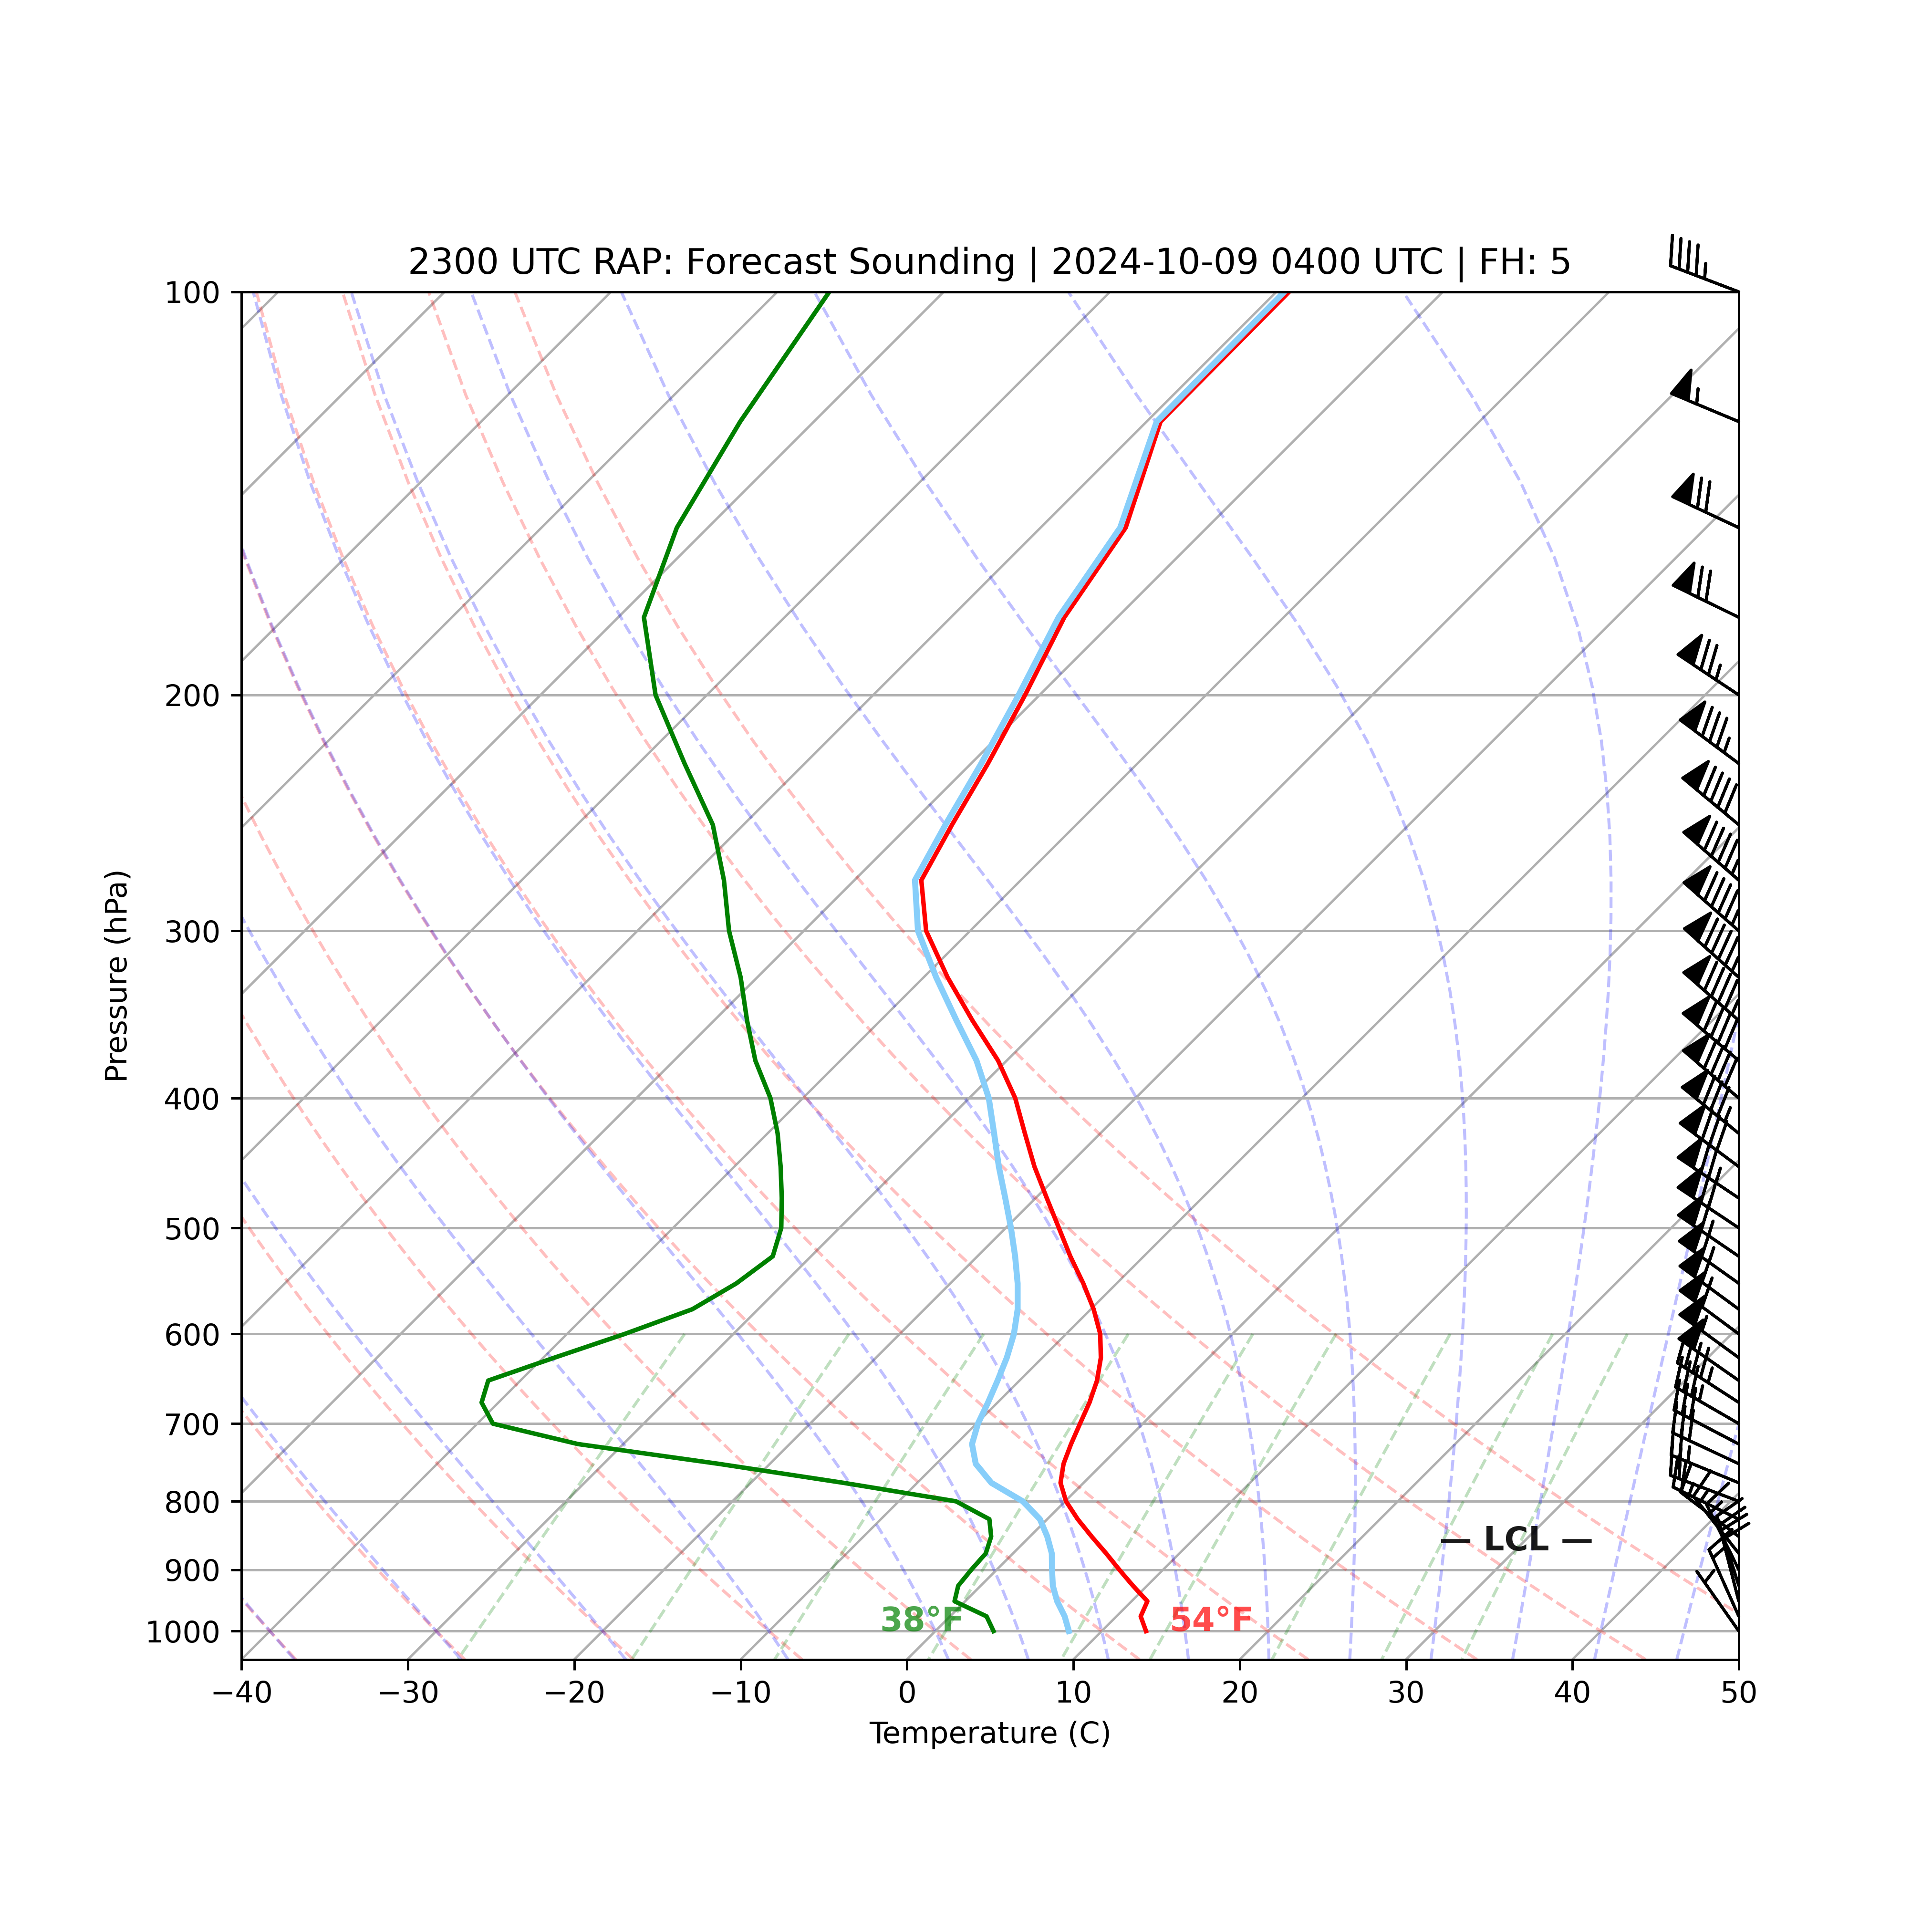 2300 UTC RAP: Forecast Sounding | 2024-10-09 0400 UTC | FH: 5
100
200
300
400
500
600
700
800
900
1000
Pressure (hPa)
— LCL —
38°F
54°F
−40 −30 −20 −10 0 10 20 30 40 50
Temperature (C)